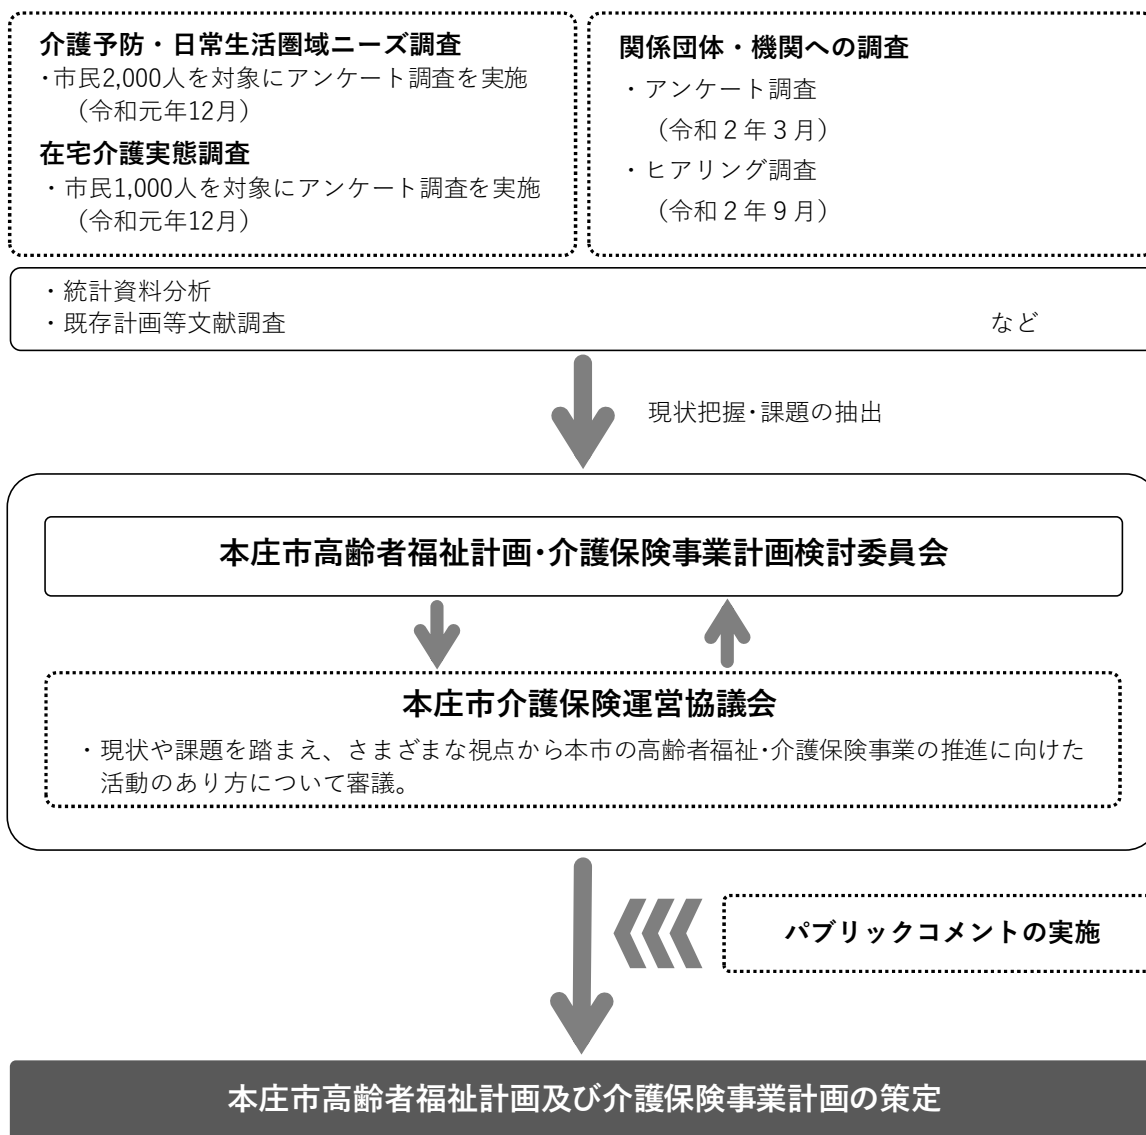 介護予防・日常生活圏域ニーズ調査
・市民2,000人を対象にアンケート調査を実施
（令和元年12月）
在宅介護実態調査
・市民1,000人を対象にアンケート調査を実施
（令和元年12月）
関係団体・機関への調査
・アンケート調査
（令和２年３月）
・ヒアリング調査
（令和２年９月）
・統計資料分析
・既存計画等文献調査 など
現状把握･課題の抽出
本庄市高齢者福祉計画･介護保険事業計画検討委員会
本庄市介護保険運営協議会
・現状や課題を踏まえ、さまざまな視点から本市の高齢者福祉･介護保険事業の推進に向けた
活動のあり方について審議。
パブリックコメントの実施
本庄市高齢者福祉計画及び介護保険事業計画の策定